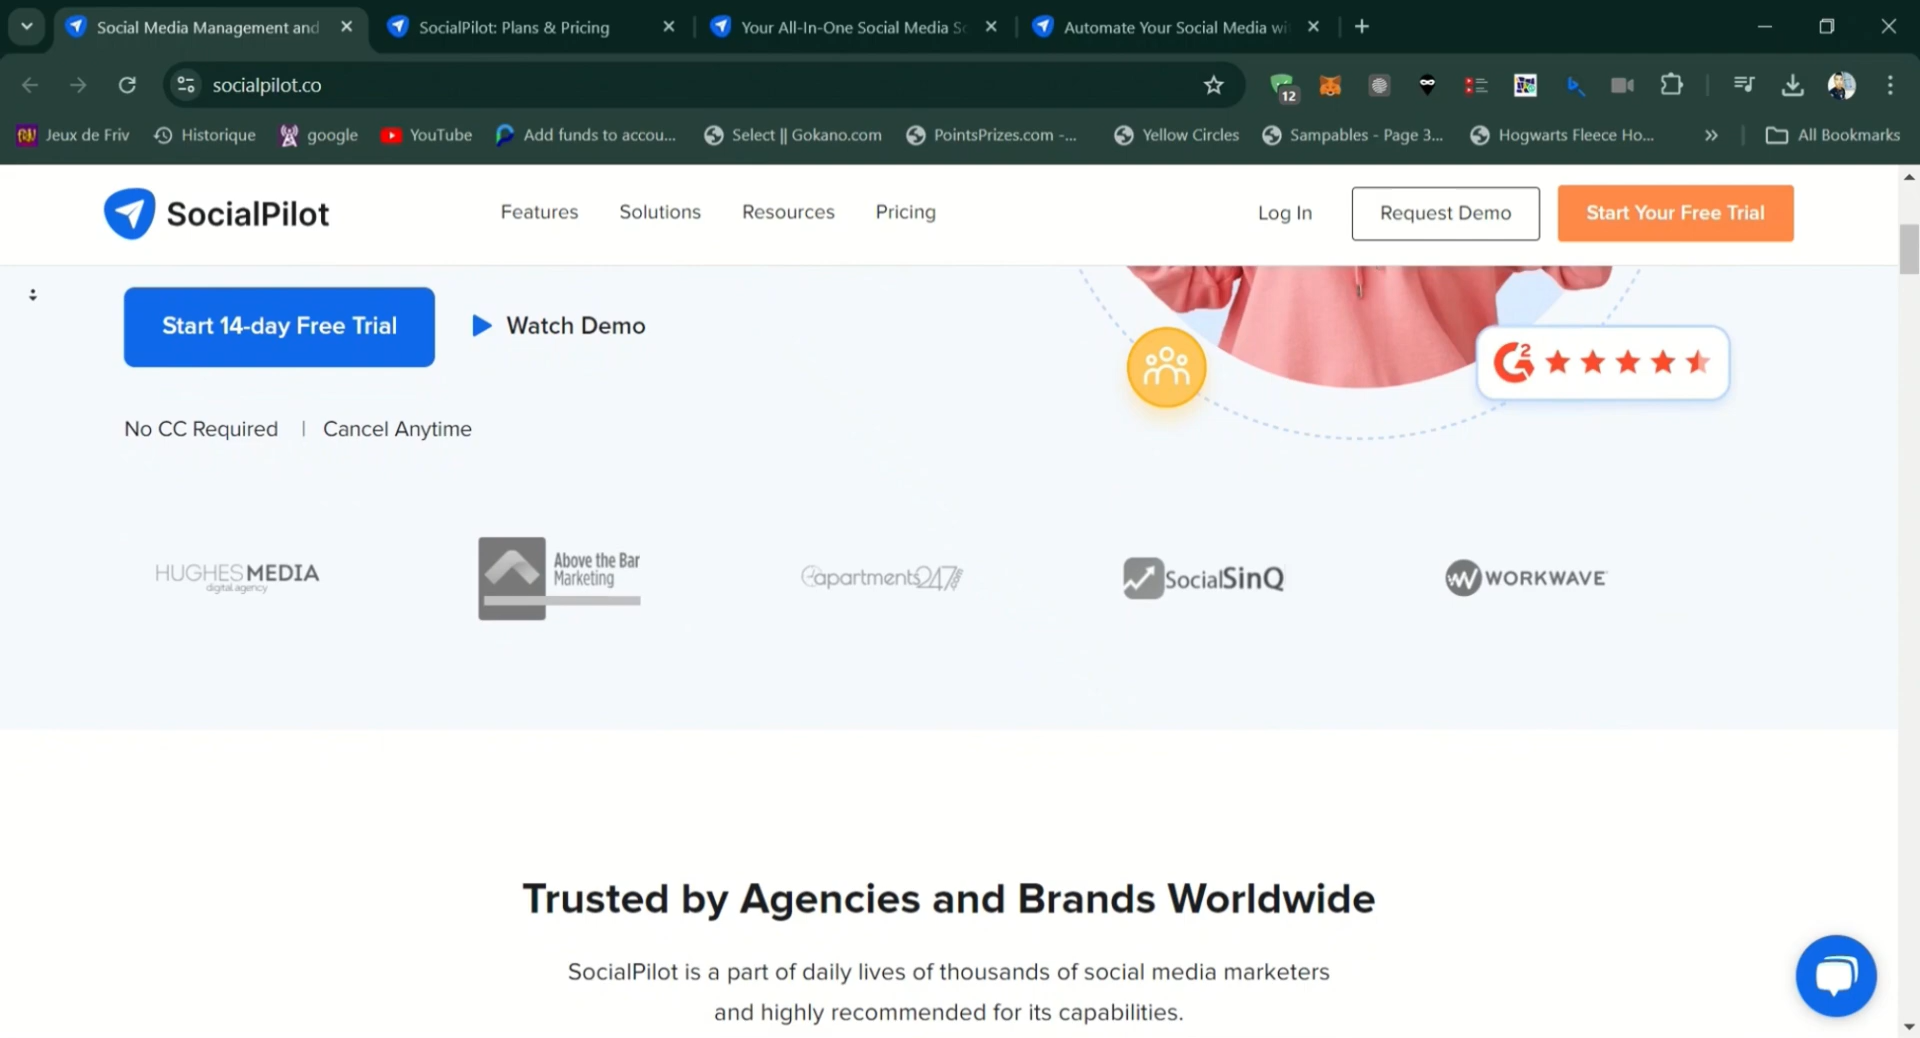 Social Media Management and
SocialPilot: Plans & Pricing
Your All-In-One Social Media Sc
Automate Your Social Media wi
socialpilot.co
12
Jeux de Friv
Historique
google
YouTube
Add funds to accou...
Select || Gokano.com
PointsPrizes.com -...
Yellow Circles
Sampables - Page 3...
Hogwarts Fleece Ho...
All Bookmarks
SocialPilot
Features
Solutions
Resources
Pricing
Log In
Request Demo
Start Your Free Trial
Start 14-day Free Trial
Watch Demo
G2
No CC Required | Cancel Anytime
HUGHESMEDIA
digital agency
Above the Bar
Marketing
apartments247
SocialSinQ
WORKWAVE
Trusted by Agencies and Brands Worldwide
SocialPilot is a part of daily lives of thousands of social media marketers
and highly recommended for its capabilities.